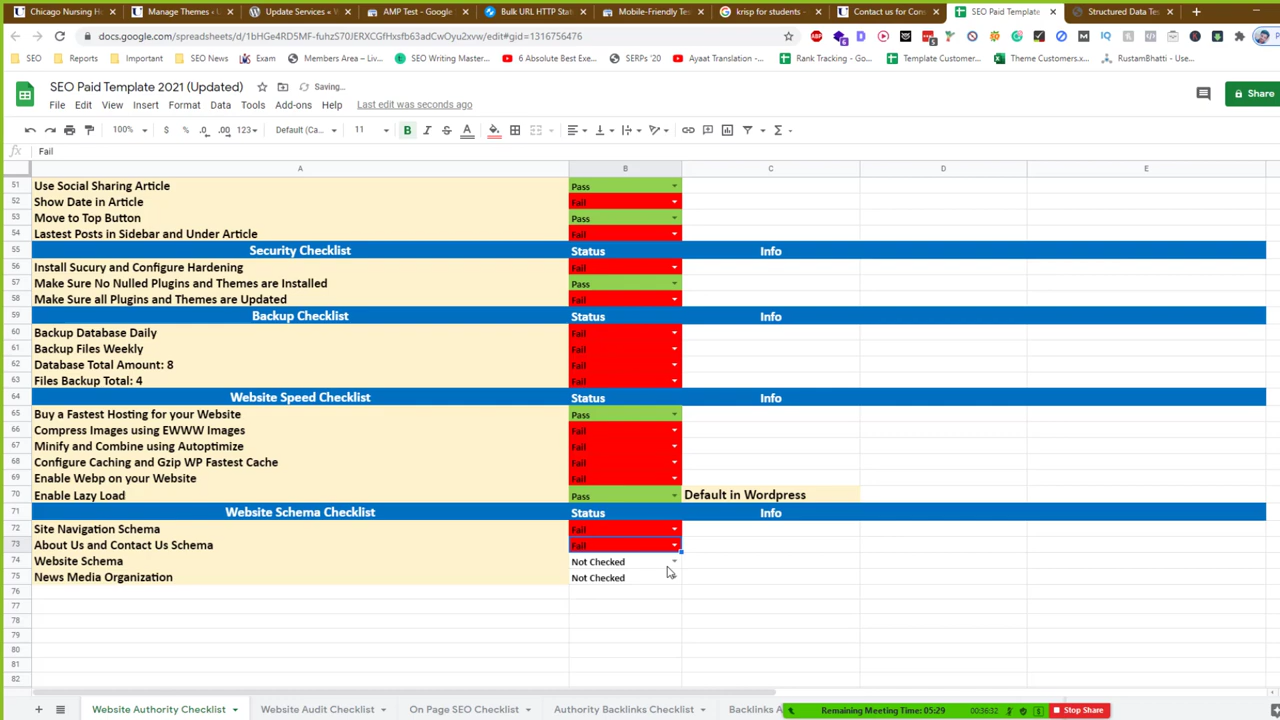 Chicago Nursing H
Manage Themes ‹ U
Update Services ‹ W
AMP Test - Google
Bulk URL HTTP Stat
Mobile-Friendly Te
krisp for students -
Contact us for Con
SEO Paid Template
Structured Data Te
docs.google.com/spreadsheets/d/1bHGe4RDSMF-fuhzS70JERXCGfHxsfb63adCwOyu2xvw/edit#gid=1316756476
SEO
Reports
Important
SEO News
Exam
Members Area – Liv...
SEO Writing Master...
6 Absolute Best Exe...
SERPs '20
Ayaat Translation -...
Rank Tracking - Goo...
Template Customer...
Theme Customers.x...
RustamBhatti - Use...
SEO Paid Template 2021 (Updated)
Saving...
File Edit View Insert Format Data Tools Add-ons Help Last edit was seconds ago
Share
100% $ % .0 .00 123 Default (Ca... 11 B I S A
fx Fail
A B C D E
51 Use Social Sharing Article Pass
52 Show Date in Article Fail
53 Move to Top Button Pass
54 Lastest Posts in Sidebar and Under Article Fail
55 Security Checklist Status Info
56 Install Sucury and Configure Hardening Fail
57 Make Sure No Nulled Plugins and Themes are Installed Pass
58 Make Sure all Plugins and Themes are Updated Fail
59 Backup Checklist Status Info
60 Backup Database Daily Fail
61 Backup Files Weekly Fail
62 Database Total Amount: 8 Fail
63 Files Backup Total: 4 Fail
64 Website Speed Checklist Status Info
65 Buy a Fastest Hosting for your Website Pass
66 Compress Images using EWWW Images Fail
67 Minify and Combine using Autoptimize Fail
68 Configure Caching and Gzip WP Fastest Cache Fail
69 Enable Webp on your Website Fail
70 Enable Lazy Load Pass Default in Wordpress
71 Website Schema Checklist Status Info
72 Site Navigation Schema Fail
73 About Us and Contact Us Schema Fail
74 Website Schema Not Checked
75 News Media Organization Not Checked
76
77
78
79
80
81
82
Website Authority Checklist
Website Audit Checklist
On Page SEO Checklist
Authority Backlinks Checklist
Backlinks A
Remaining Meeting Time: 05:29
00:36:32
Stop Share